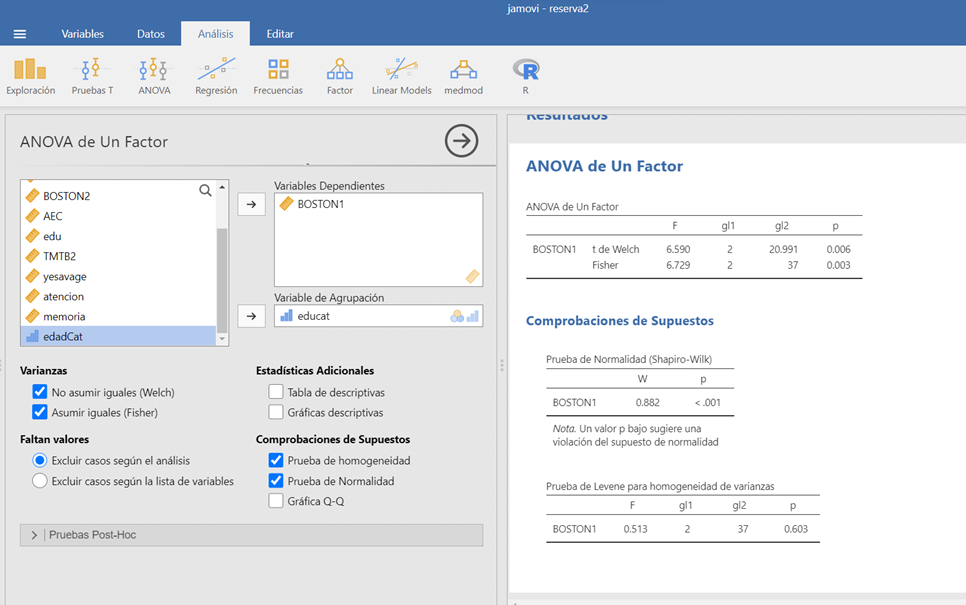 jamovi - reserva2
Variables Datos Análisis Editar
Exploración Pruebas T ANOVA Regresión Frecuencias Factor Linear Models medmod R
ANOVA de Un Factor
BOSTON2
AEC
edu
TMTB2
yesavage
atencion
memoria
edadCat
Variables Dependientes
BOSTON1
Variable de Agrupación
educat
Varianzas
No asumir iguales (Welch)
Asumir iguales (Fisher)
Faltan valores
Excluir casos según el análisis
Excluir casos según la lista de variables
Estadísticas Adicionales
Tabla de descriptivas
Gráficas descriptivas
Comprobaciones de Supuestos
Prueba de homogeneidad
Prueba de Normalidad
Gráfica Q-Q
Pruebas Post-Hoc
Resultados
ANOVA de Un Factor
ANOVA de Un Factor
F gl1 gl2 p
BOSTON1 t de Welch 6.590 2 20.991 0.006
Fisher 6.729 2 37 0.003
Comprobaciones de Supuestos
Prueba de Normalidad (Shapiro-Wilk)
W p
BOSTON1 0.882 < .001
Nota. Un valor p bajo sugiere una
violación del supuesto de normalidad
Prueba de Levene para homogeneidad de varianzas
F gl1 gl2 p
BOSTON1 0.513 2 37 0.603